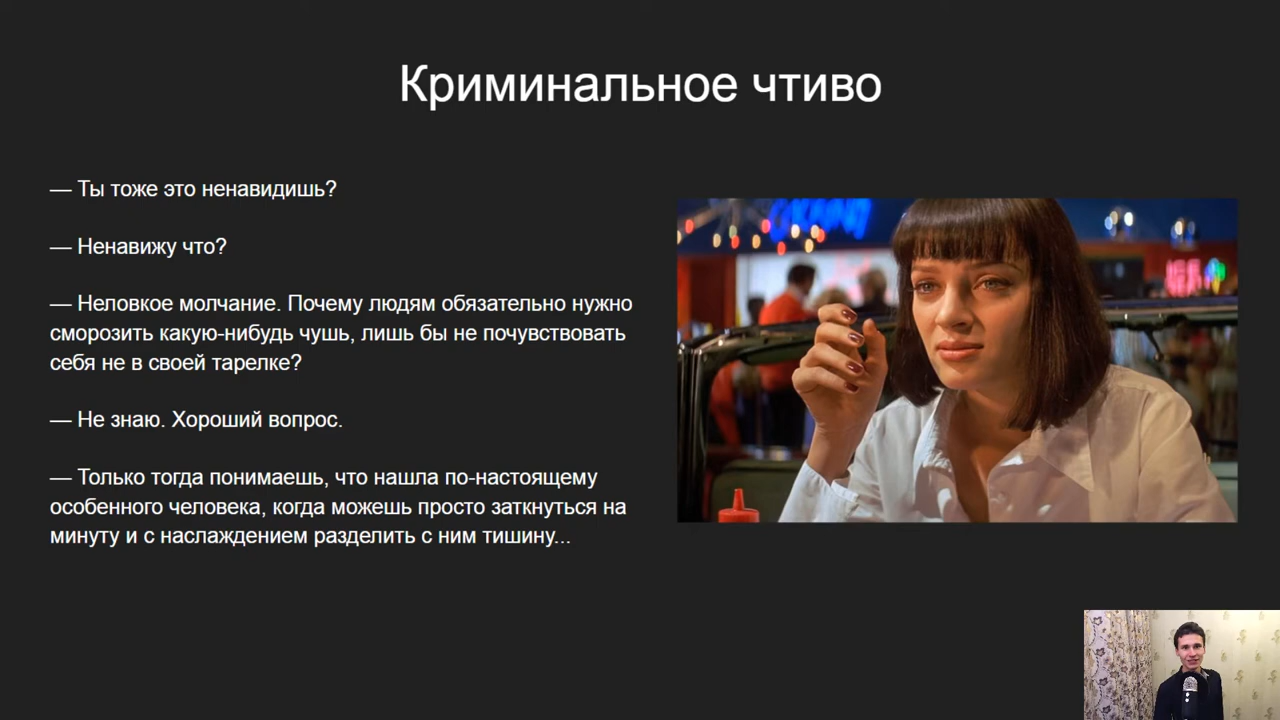 Криминальное чтиво
— Ты тоже это ненавидишь?
— Ненавижу что?
— Неловкое молчание. Почему людям обязательно нужно
сморозить какую-нибудь чушь, лишь бы не почувствовать
себя не в своей тарелке?
— Не знаю. Хороший вопрос.
— Только тогда понимаешь, что нашла по-настоящему
особенного человека, когда можешь просто заткнуться на
минуту и с наслаждением разделить с ним тишину...